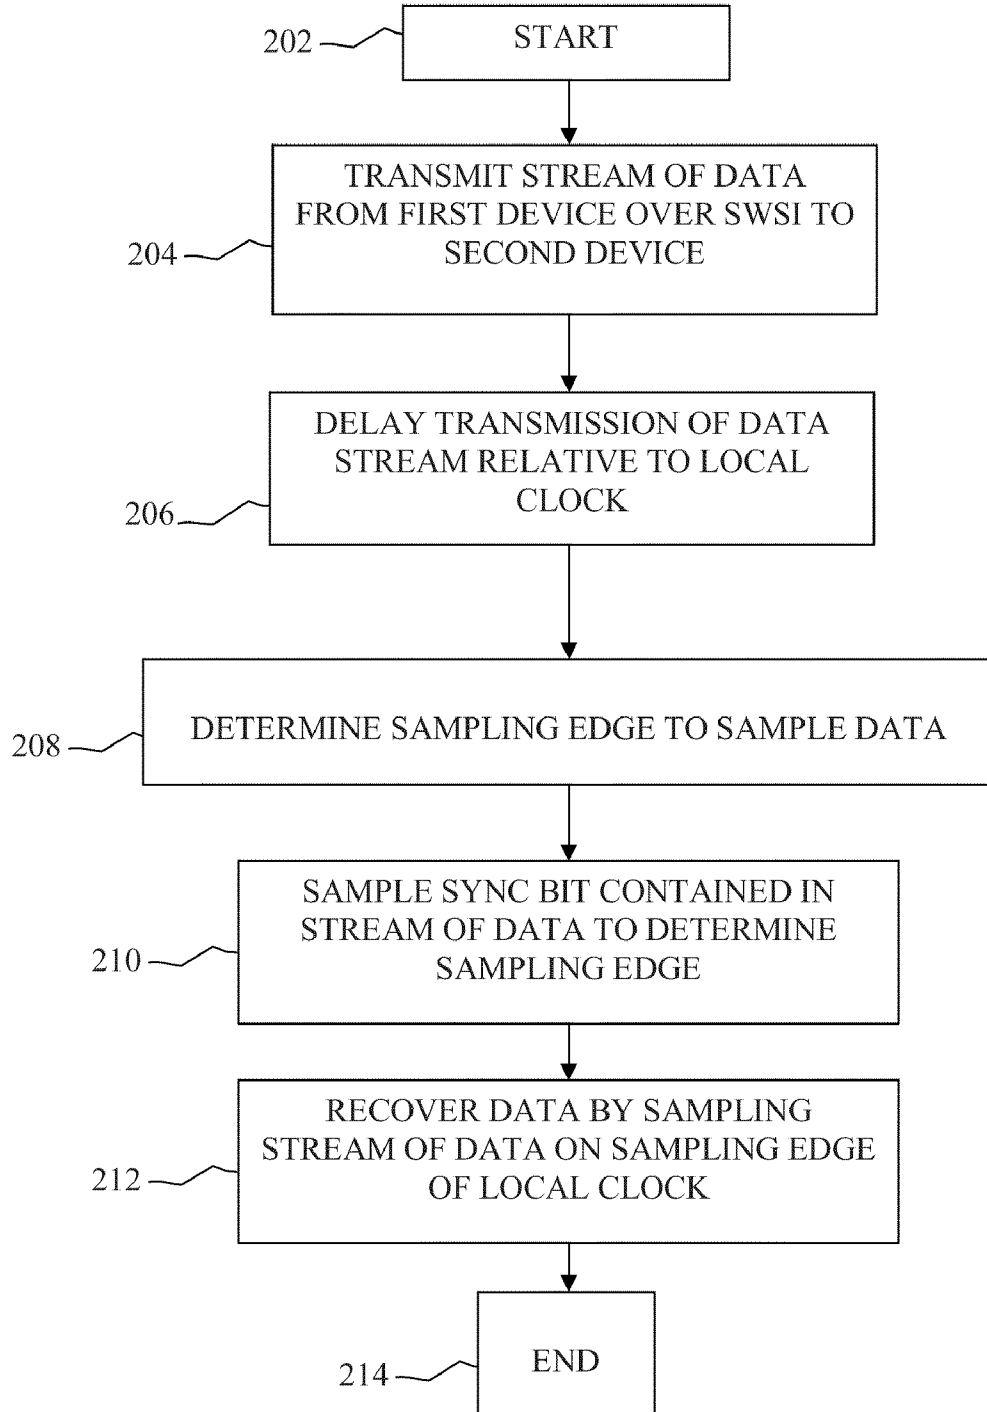 202
START
TRANSMIT STREAM OF DATA
FROM FIRST DEVICE OVER SWSI TO
SECOND DEVICE
204
DELAY TRANSMISSION OF DATA
STREAM RELATIVE TO LOCAL
CLOCK
206
DETERMINE SAMPLING EDGE TO SAMPLE DATA
208
SAMPLE SYNC BIT CONTAINED IN
STREAM OF DATA TO DETERMINE
SAMPLING EDGE
210
RECOVER DATA BY SAMPLING
STREAM OF DATA ON SAMPLING EDGE
OF LOCAL CLOCK
212
END
214